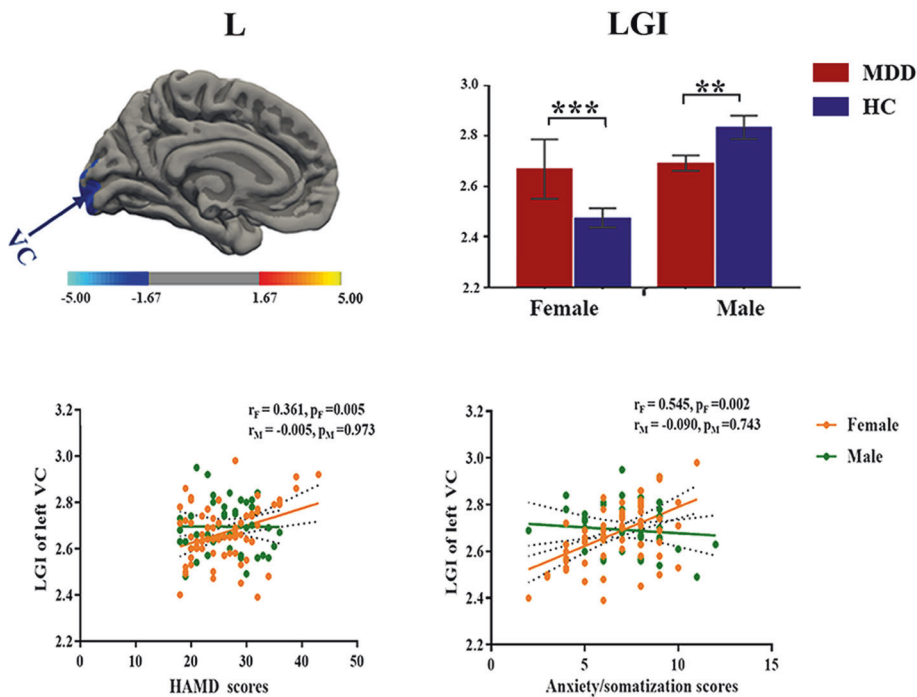 L
VC
-5.00 -1.67 1.67 5.00
LGI
MDD
HC
3.0
2.8
2.6
2.4
2.2
***
**
Female Male
LGI of left VC
3.2
3.0
2.8
2.6
2.4
2.2
0 10 20 30 40 50
HAMD scores
rF = 0.361, pF =0.005
rM = -0.005, pM =0.973
LGI of left VC
3.2
3.0
2.8
2.6
2.4
2.2
0 5 10 15
Anxiety/somatization scores
rF = 0.545, pF =0.002
rM = -0.090, pM =0.743
Female
Male